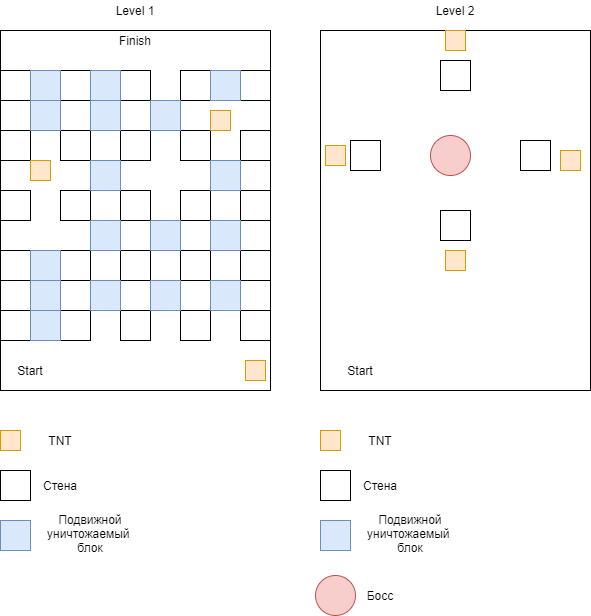 Level 1
Level 2
Finish
Start
Start
TNT
TNT
Стена
Стена
Подвижной
уничтожаемый
блок
Подвижной
уничтожаемый
блок
Босс